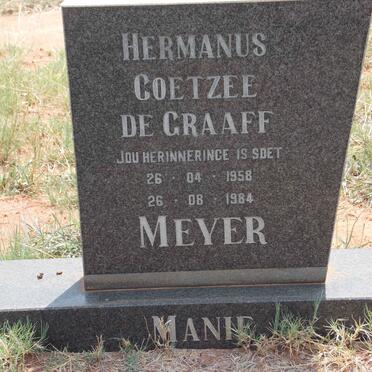 HERMANUS
COETZEE
DE GRAAFF
JOU HERINNERINGE IS SOET
26 · 04 · 1958
26 · 08 · 1984
MEYER
MANIE